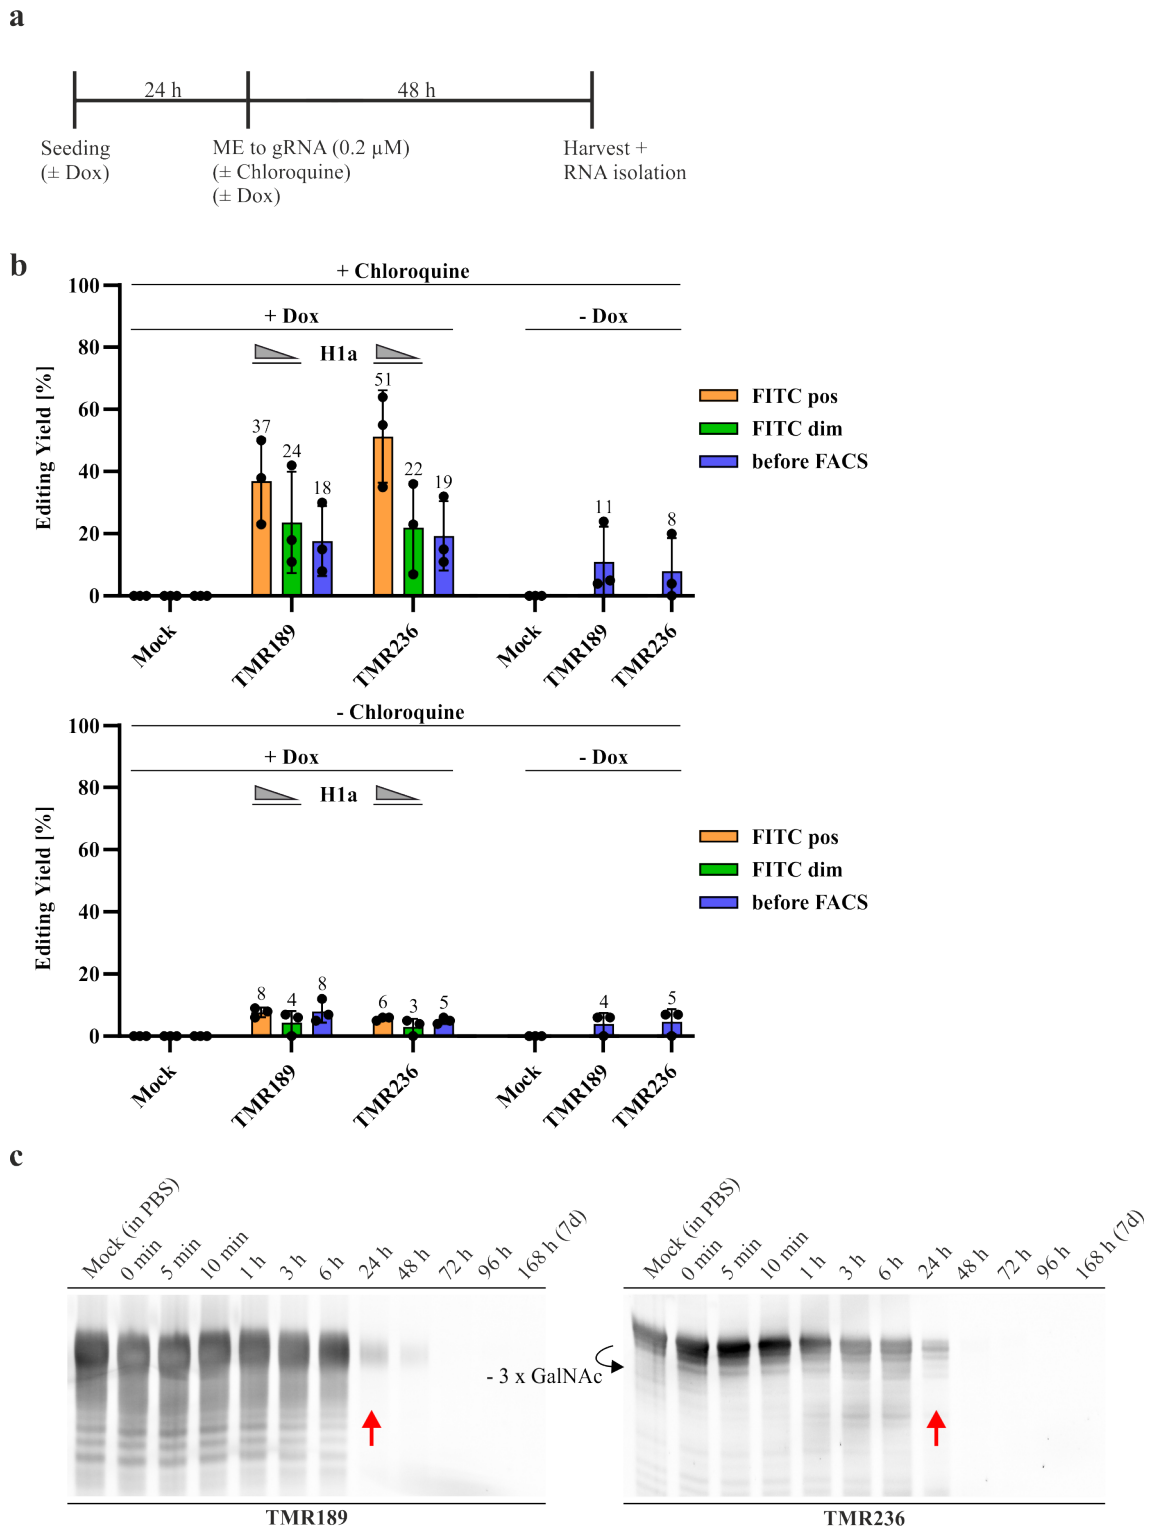 a
24 h
48 h
Seeding
(± Dox)
ME to gRNA (0.2 µM)
(± Chloroquine)
(± Dox)
Harvest +
RNA isolation
b
+ Chloroquine
+ Dox
- Dox
H1a
Editing Yield [%]
100
80
60
40
20
0
37
24
18
51
22
19
11
8
Mock
TMR189
TMR236
Mock
TMR189
TMR236
FITC pos
FITC dim
before FACS
- Chloroquine
+ Dox
- Dox
H1a
Editing Yield [%]
100
80
60
40
20
0
8
4
8
6
3
5
4
5
Mock
TMR189
TMR236
Mock
TMR189
TMR236
FITC pos
FITC dim
before FACS
c
Mock (in PBS)
0 min
5 min
10 min
1 h
3 h
6 h
24 h
48 h
72 h
96 h
168 h (7d)
TMR189
- 3 x GalNAc
Mock (in PBS)
0 min
5 min
10 min
1 h
3 h
6 h
24 h
48 h
72 h
96 h
168 h (7d)
TMR236